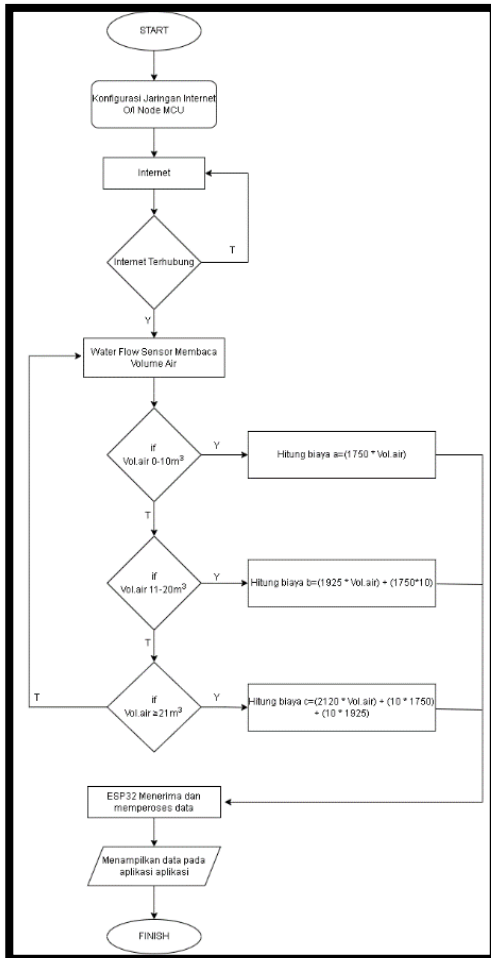 START
Konfigurasi Jaringan Internet
O/I Node MCU
Internet
Internet Terhubung
T
Y
Water Flow Sensor Membaca
Volume Air
if
Vol.air 0-10m³
Y
Hitung biaya a=(1750 * Vol.air)
T
if
Vol.air 11-20m³
Y
Hitung biaya b=(1925 * Vol.air) + (1750*10)
T
if
Vol.air ≥21m³
T
Y
Hitung biaya c=(2120 * Vol.air) + (10 * 1750)
+ (10 * 1925)
ESP32 Menerima dan
memperoses data
Menampilkan data pada
aplikasi aplikasi
FINISH